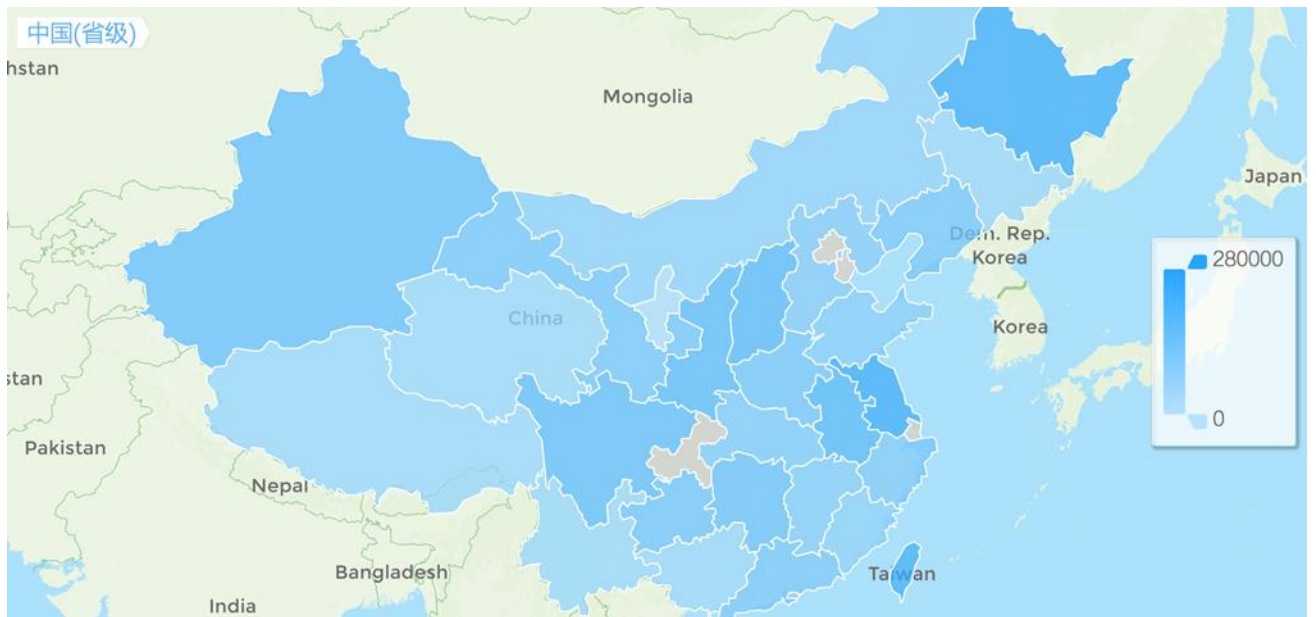 中国(省级)
hstan
Mongolia
Japan
Dem. Rep.
Korea
280000
China
Korea
stan
0
Pakistan
Nepal
Bangladesh
Taiwan
India